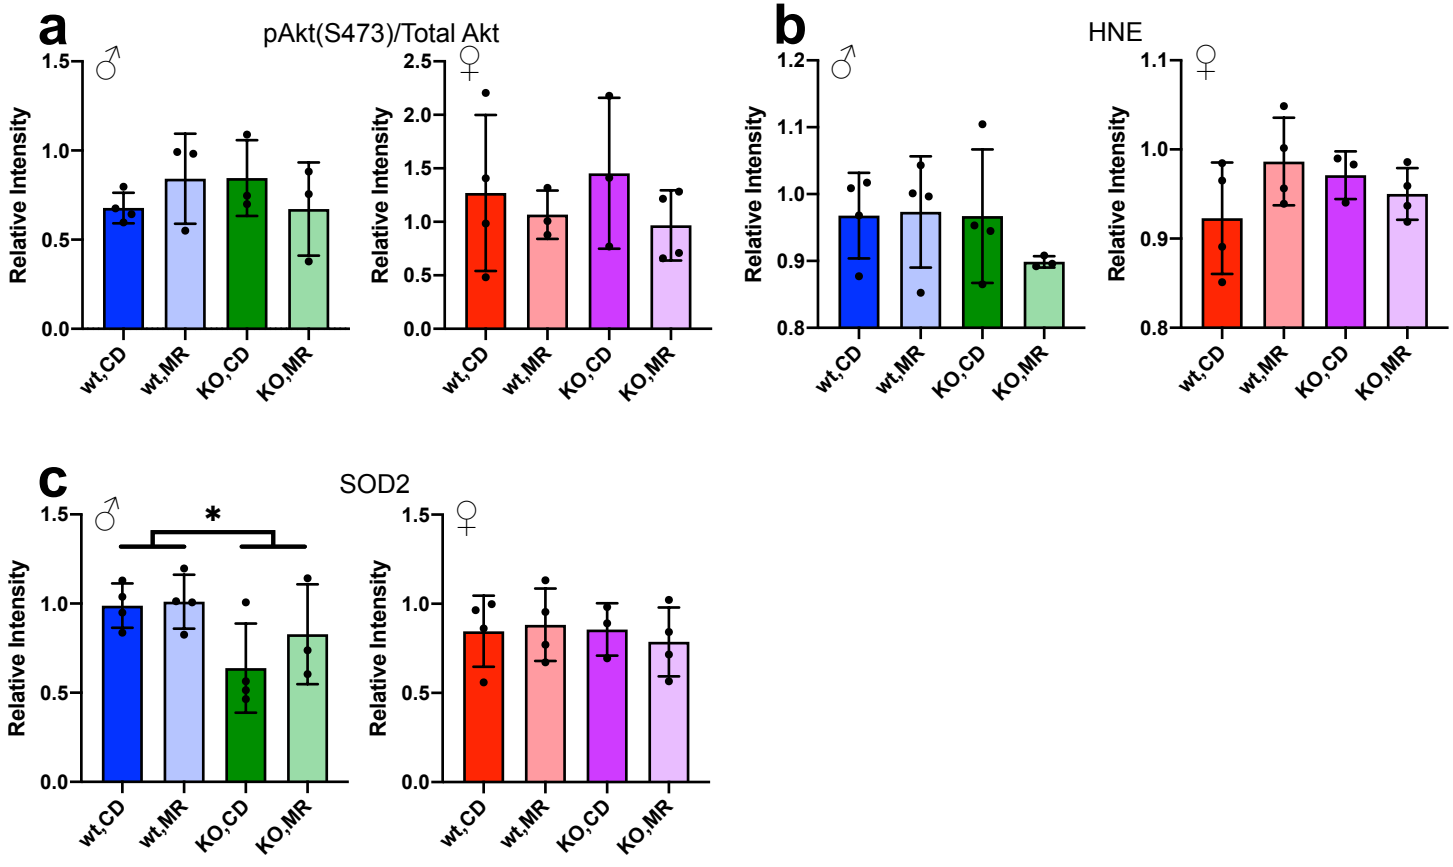 a
pAkt(S473)/Total Akt
♂
Relative Intensity
1.5
1.0
0.5
0.0
wt,CD
wt,MR
KO,CD
KO,MR
♀
Relative Intensity
2.5
2.0
1.5
1.0
0.5
0.0
wt,CD
wt,MR
KO,CD
KO,MR
b
HNE
♂
Relative Intensity
1.2
1.1
1.0
0.9
0.8
wt,CD
wt,MR
KO,CD
KO,MR
♀
Relative Intensity
1.1
1.0
0.9
0.8
wt,CD
wt,MR
KO,CD
KO,MR
c
SOD2
♂
*
Relative Intensity
1.5
1.0
0.5
0.0
wt,CD
wt,MR
KO,CD
KO,MR
♀
Relative Intensity
1.5
1.0
0.5
0.0
wt,CD
wt,MR
KO,CD
KO,MR